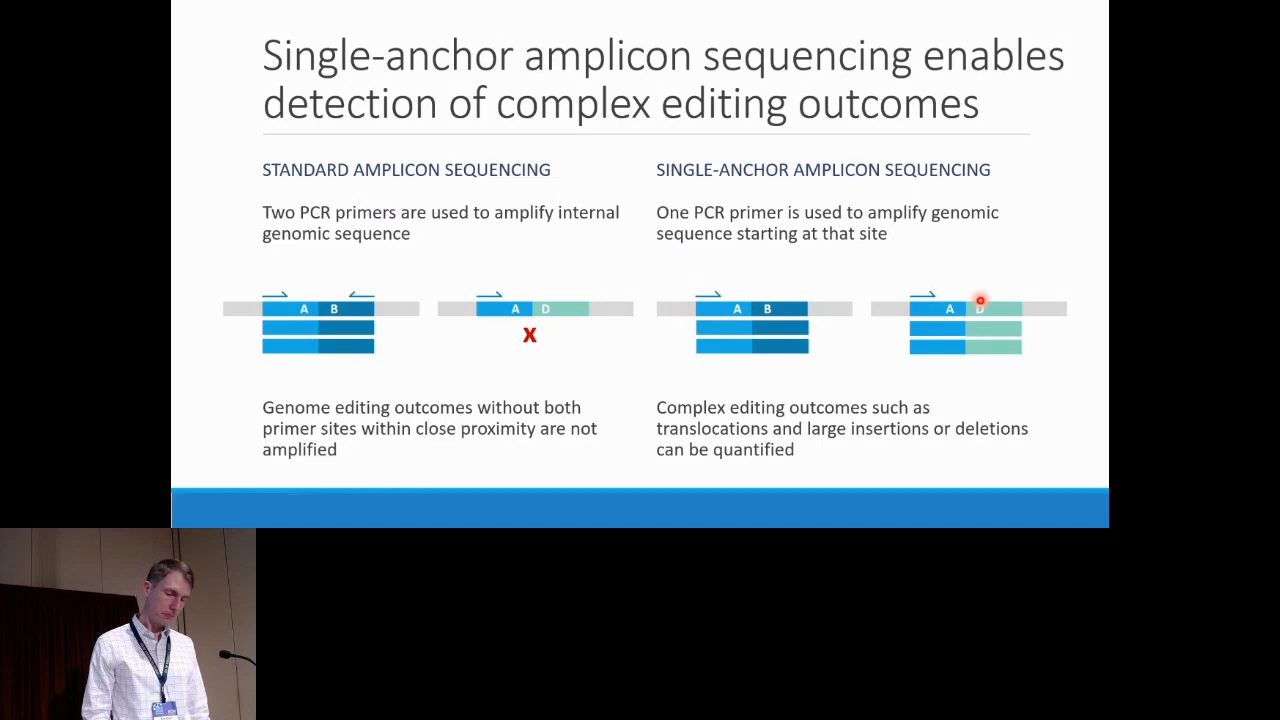 Single-anchor amplicon sequencing enables
detection of complex editing outcomes
STANDARD AMPLICON SEQUENCING
Two PCR primers are used to amplify internal
genomic sequence
A B
A D
X
Genome editing outcomes without both
primer sites within close proximity are not
amplified
SINGLE-ANCHOR AMPLICON SEQUENCING
One PCR primer is used to amplify genomic
sequence starting at that site
A B
A D
Complex editing outcomes such as
translocations and large insertions or deletions
can be quantified